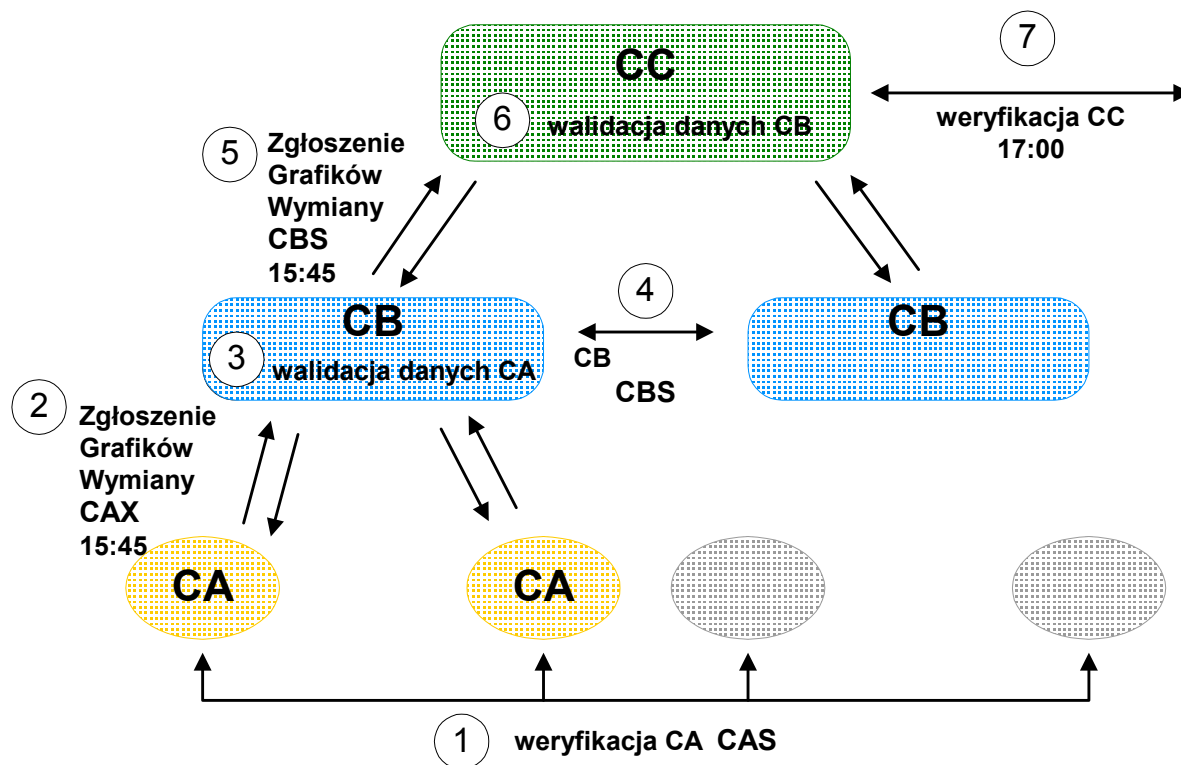 7
CC
6 walidacja danych CB
weryfikacja CC
17:00
5
Zgłoszenie
Grafików
Wymiany
CBS
15:45
4
CB
CB
3 walidacja danych CA
CB
CBS
2
Zgłoszenie
Grafików
Wymiany
CAX
15:45
CA
CA
1 weryfikacja CA CAS